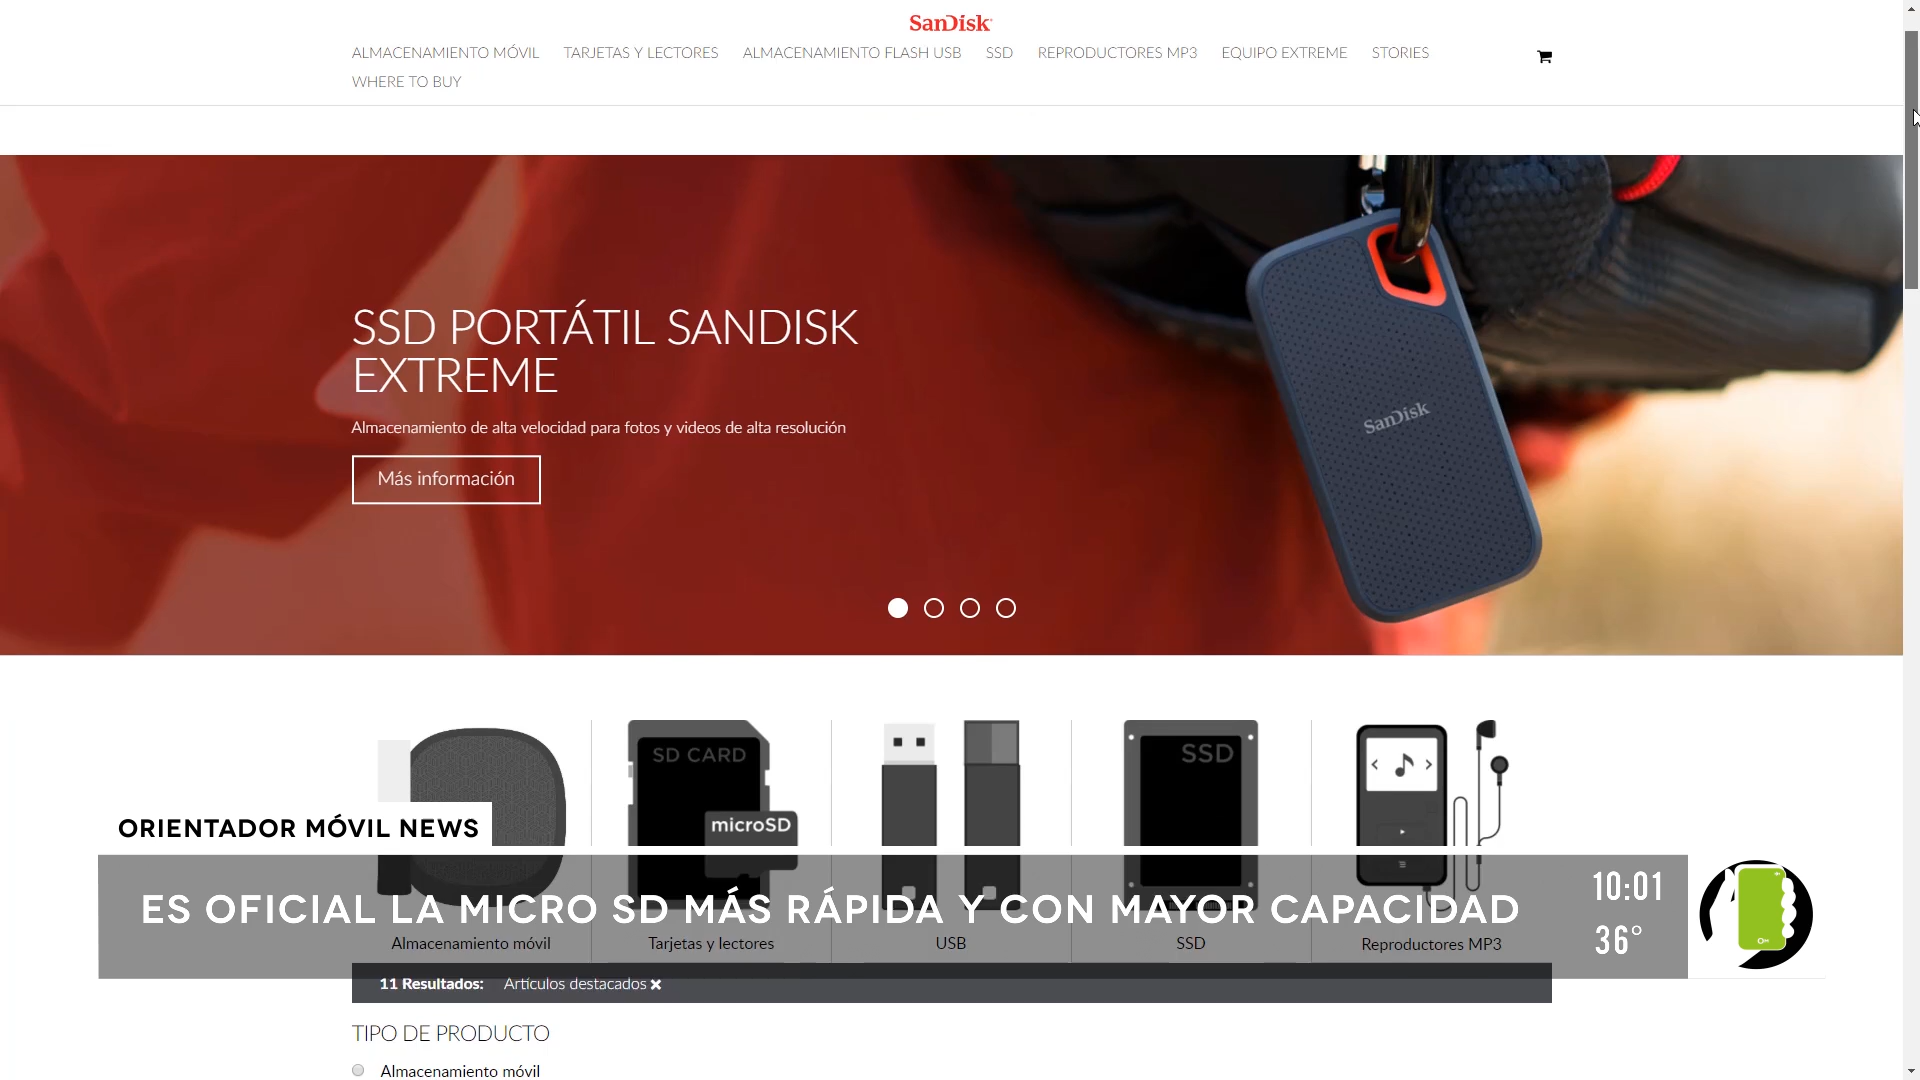 SanDisk
ALMACENAMIENTO MÓVIL TARJETAS Y LECTORES ALMACENAMIENTO FLASH USB SSD REPRODUCTORES MP3 EQUIPO EXTREME STORIES
WHERE TO BUY
SSD PORTÁTIL SANDISK
EXTREME
Almacenamiento de alta velocidad para fotos y videos de alta resolución
Más información
SanDisk
SD CARD
microSD
SSD
ORIENTADOR MÓVIL NEWS
ES OFICIAL LA MICRO SD MÁS RÁPIDA Y CON MAYOR CAPACIDAD
10:01
36°
Almacenamiento móvil
Tarjetas y lectores
USB
SSD
Reproductores MP3
11 Resultados: Artículos destacados
TIPO DE PRODUCTO
Almacenamiento móvil